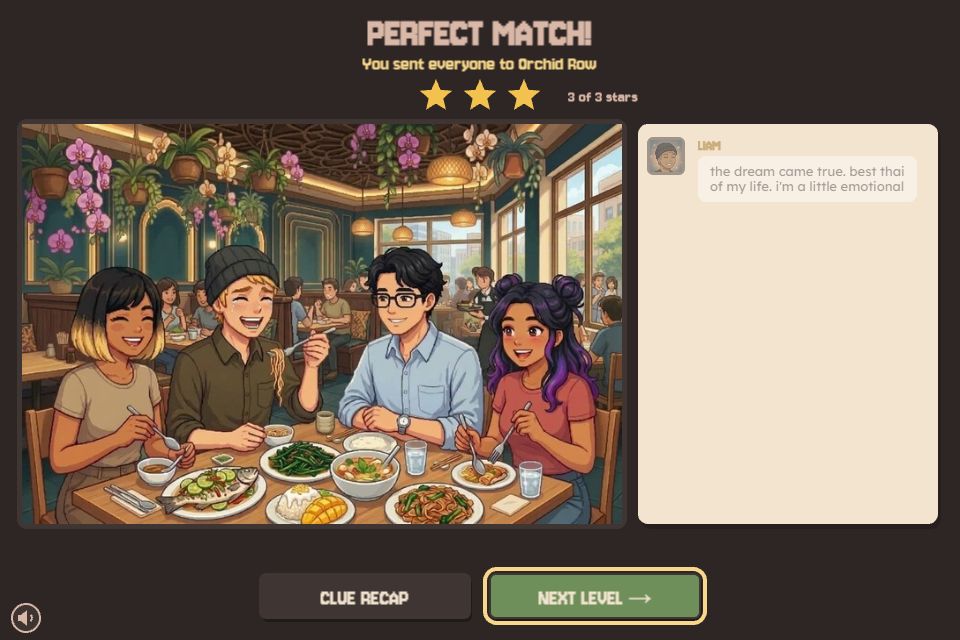 PERFECT MATCH!
You sent everyone to Orchid Row
3 of 3 stars
LIAM
the dream came true. best thai
of my life. i'm a little emotional
CLUE RECAP
NEXT LEVEL →